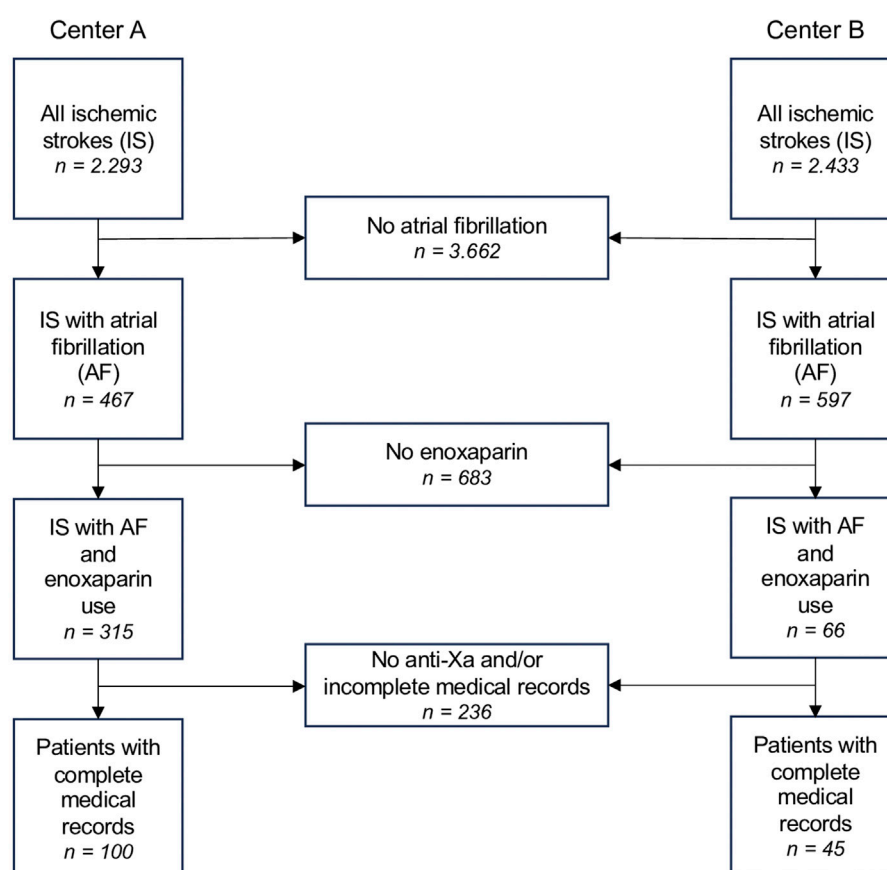 Center A
Center B
All ischemic
strokes (IS)
n = 2.293
All ischemic
strokes (IS)
n = 2.433
No atrial fibrillation
n = 3.662
IS with atrial
fibrillation
(AF)
n = 467
IS with atrial
fibrillation
(AF)
n = 597
No enoxaparin
n = 683
IS with AF
and
enoxaparin
use
n = 315
IS with AF
and
enoxaparin
use
n = 66
No anti-Xa and/or
incomplete medical records
n = 236
Patients with
complete
medical
records
n = 100
Patients with
complete
medical
records
n = 45